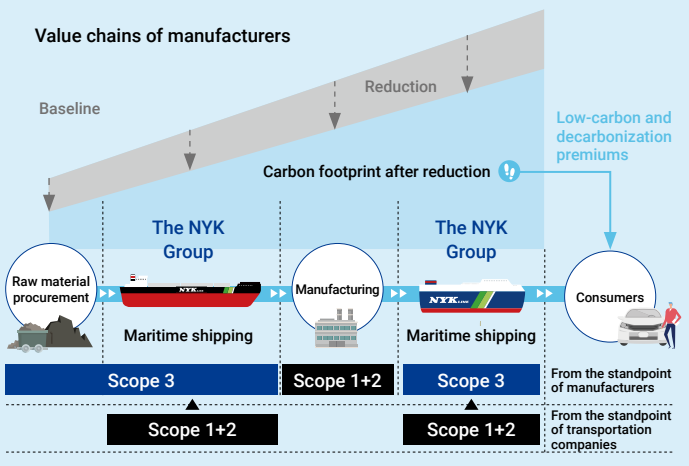 Value chains of manufacturers
Baseline
Reduction
Low-carbon and
decarbonization
premiums
Carbon footprint after reduction
The NYK
Group
The NYK
Group
Raw material
procurement
NYK LINE
Manufacturing
NYK LINE
Consumers
Maritime shipping
Maritime shipping
Scope 3
Scope 1+2
Scope 3
From the standpoint
of manufacturers
Scope 1+2
Scope 1+2
From the standpoint
of transportation
companies